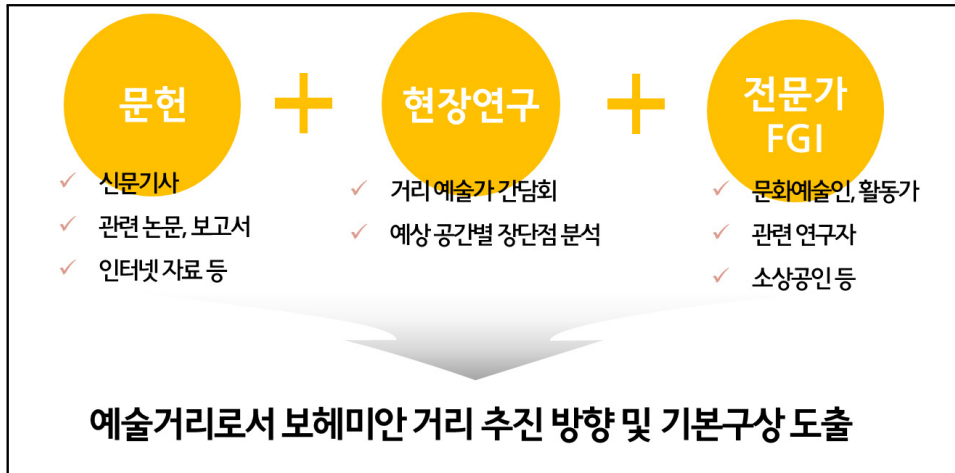 문헌
+
현장연구
+
전문가
FGI
✓ 신문기사
✓ 관련 논문, 보고서
✓ 인터넷 자료 등
✓ 거리 예술가 간담회
✓ 예상 공간별 장단점 분석
✓ 문화예술인, 활동가
✓ 관련 연구자
✓ 소상공인 등
예술거리로서 보헤미안 거리 추진 방향 및 기본구상 도출